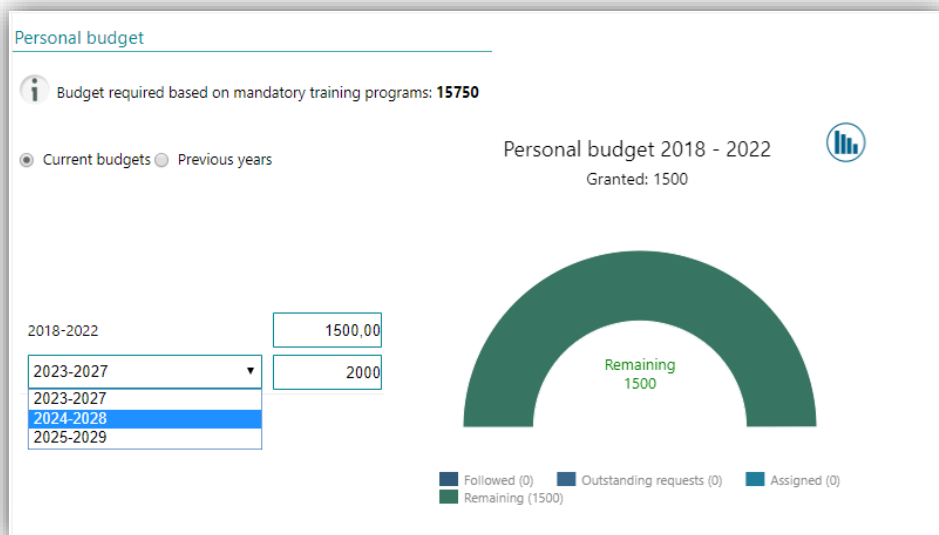 Personal budget
Budget required based on mandatory training programs: 15750
Current budgets Previous years
Personal budget 2018 - 2022
Granted: 1500
2018-2022 1500,00
2023-2027 2000
2023-2027
2024-2028
2025-2029
Remaining
1500
Followed (0) Outstanding requests (0) Assigned (0)
Remaining (1500)